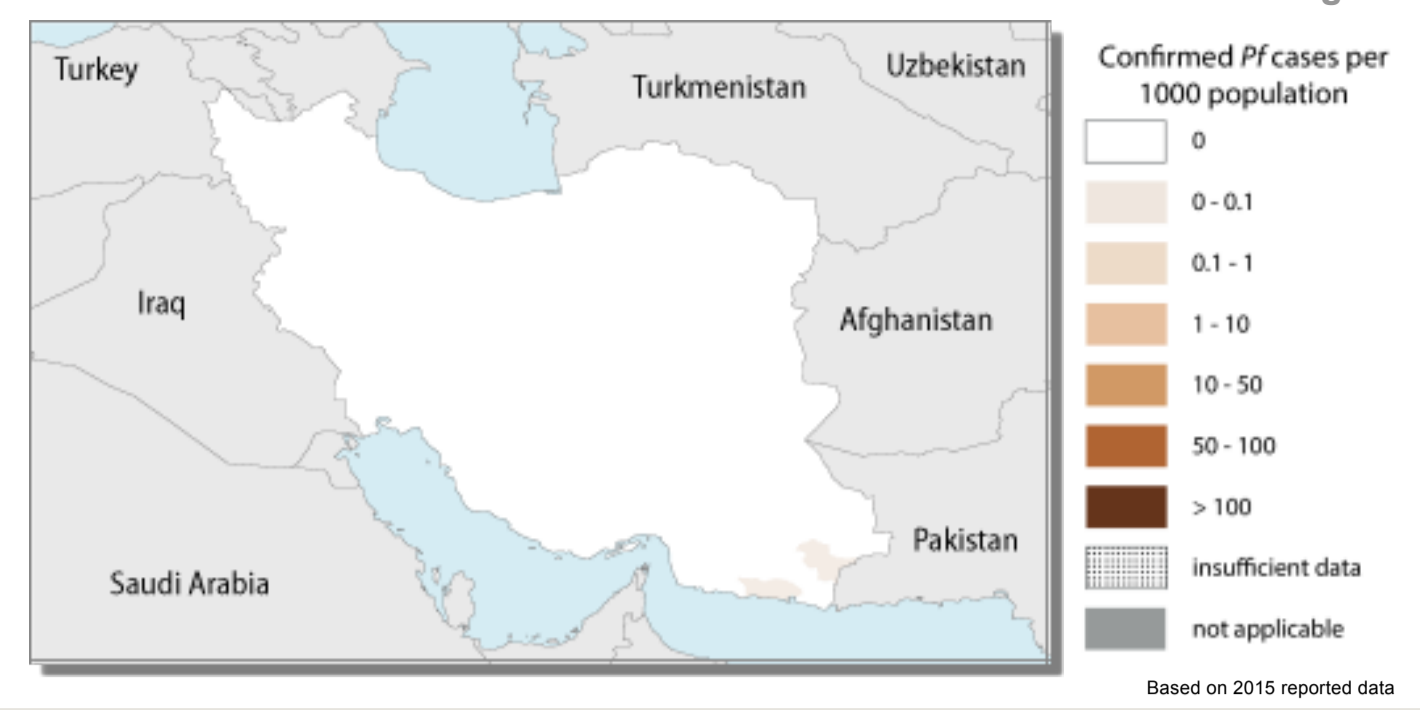 Turkey
Turkmenistan
Uzbekistan
Iraq
Afghanistan
Pakistan
Saudi Arabia
Confirmed Pf cases per
1000 population
0
0 - 0.1
0.1 - 1
1 - 10
10 - 50
50 - 100
> 100
insufficient data
not applicable
Based on 2015 reported data